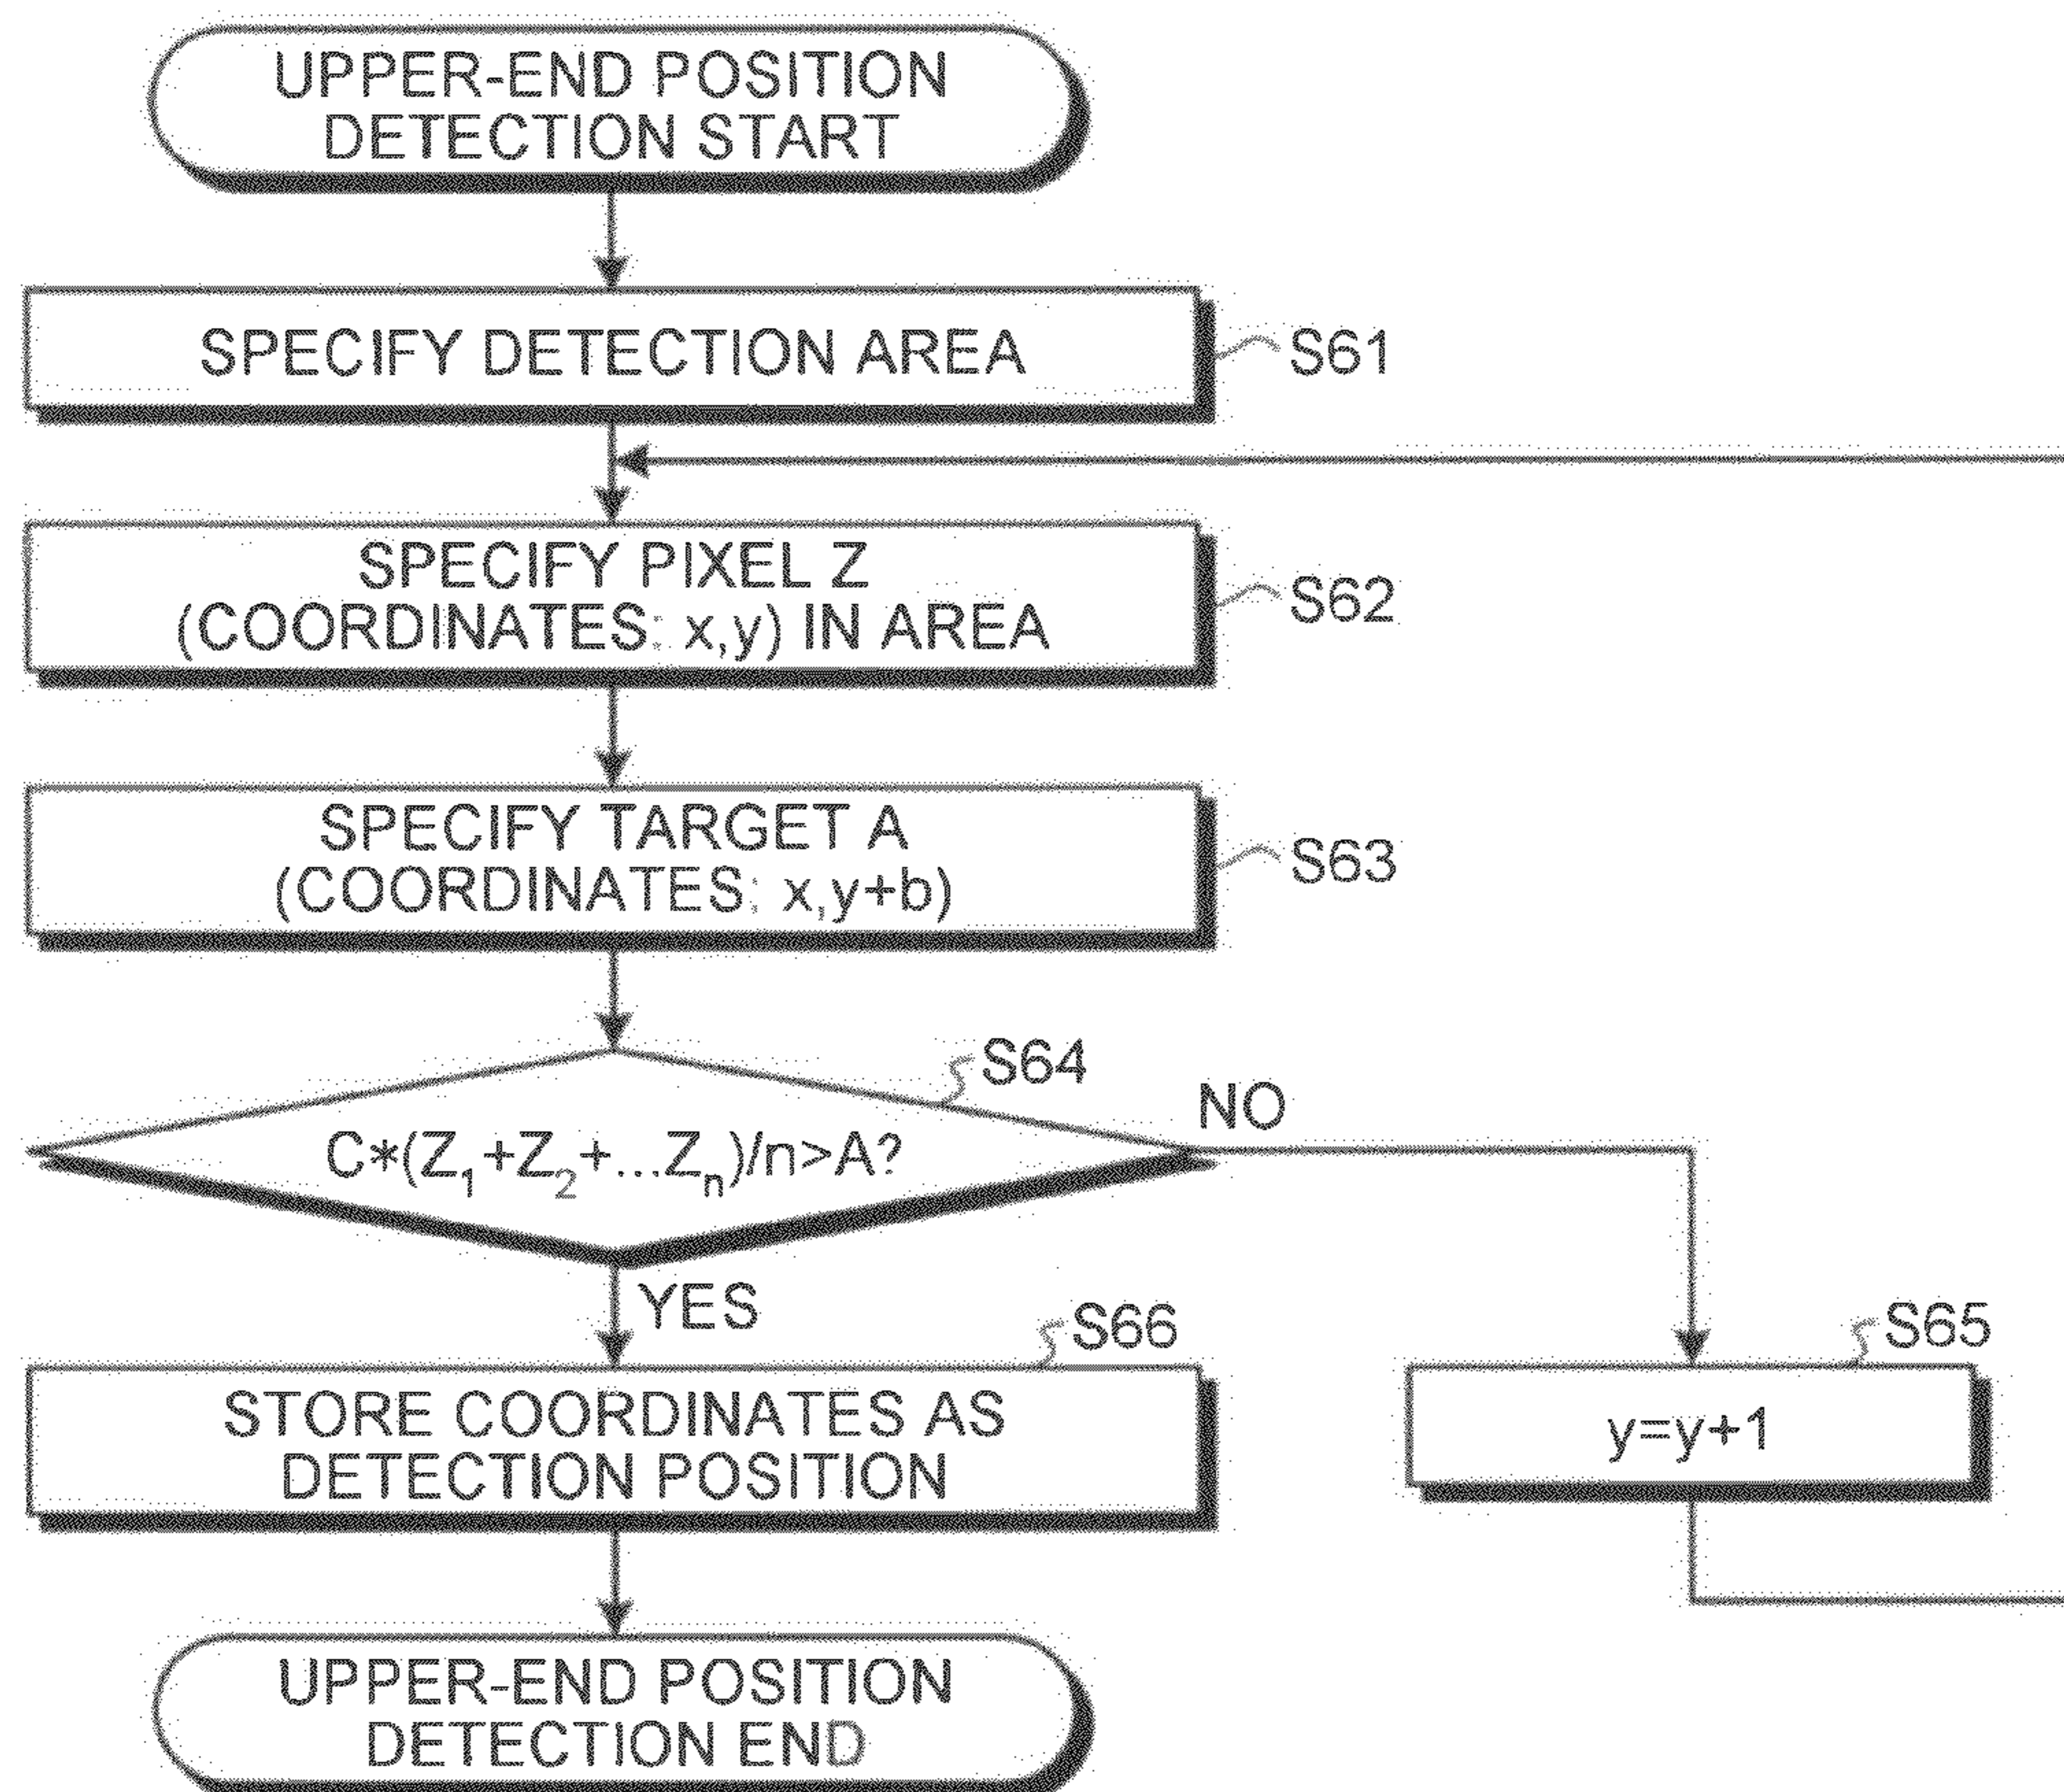 UPPER-END POSITION
DETECTION START
SPECIFY DETECTION AREA
S61
SPECIFY PIXEL Z
(COORDINATES: x,y) IN AREA
S62
SPECIFY TARGET A
(COORDINATES: x,y+b)
S63
S64
C*(Z1+Z2+...Zn)/n>A?
NO
YES
S66
STORE COORDINATES AS
DETECTION POSITION
S65
y=y+1
UPPER-END POSITION
DETECTION END